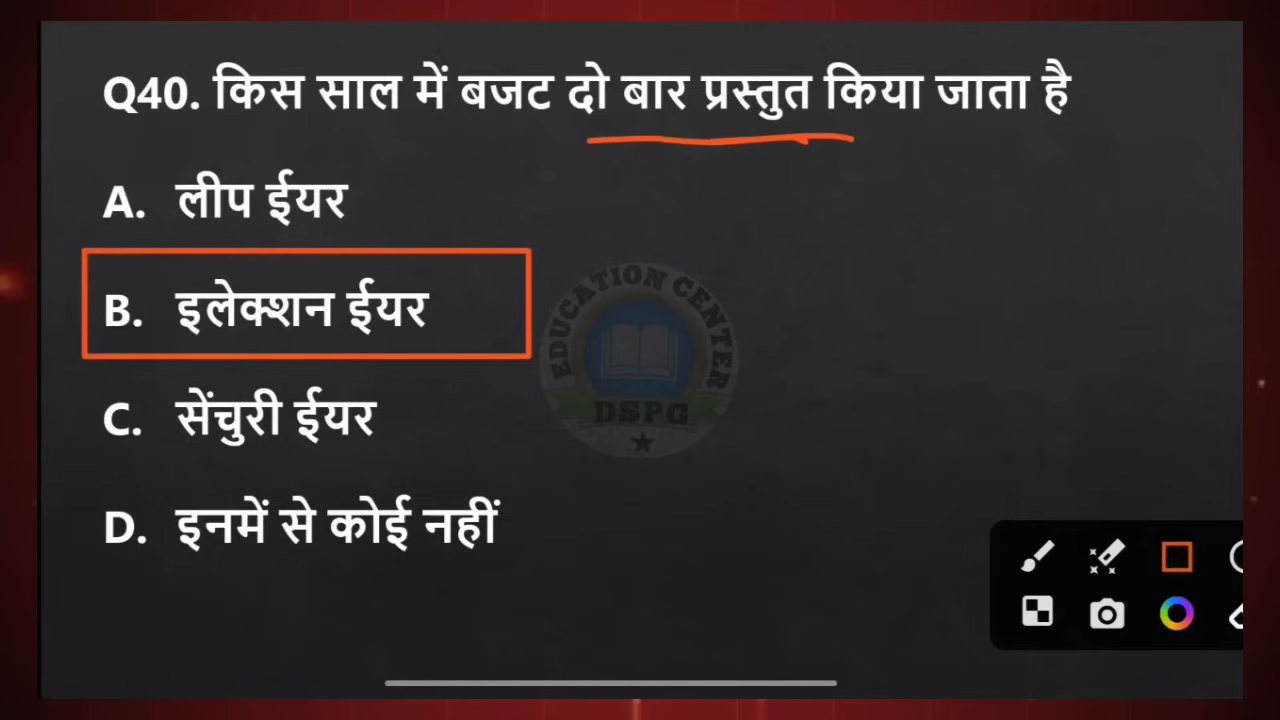 Q40. किस साल में बजट दो बार प्रस्तुत किया जाता है
A. लीप ईयर
B. इलेक्शन ईयर
C. सेंचुरी ईयर
D. इनमें से कोई नहीं
EDUCATION CENTER
DSPG